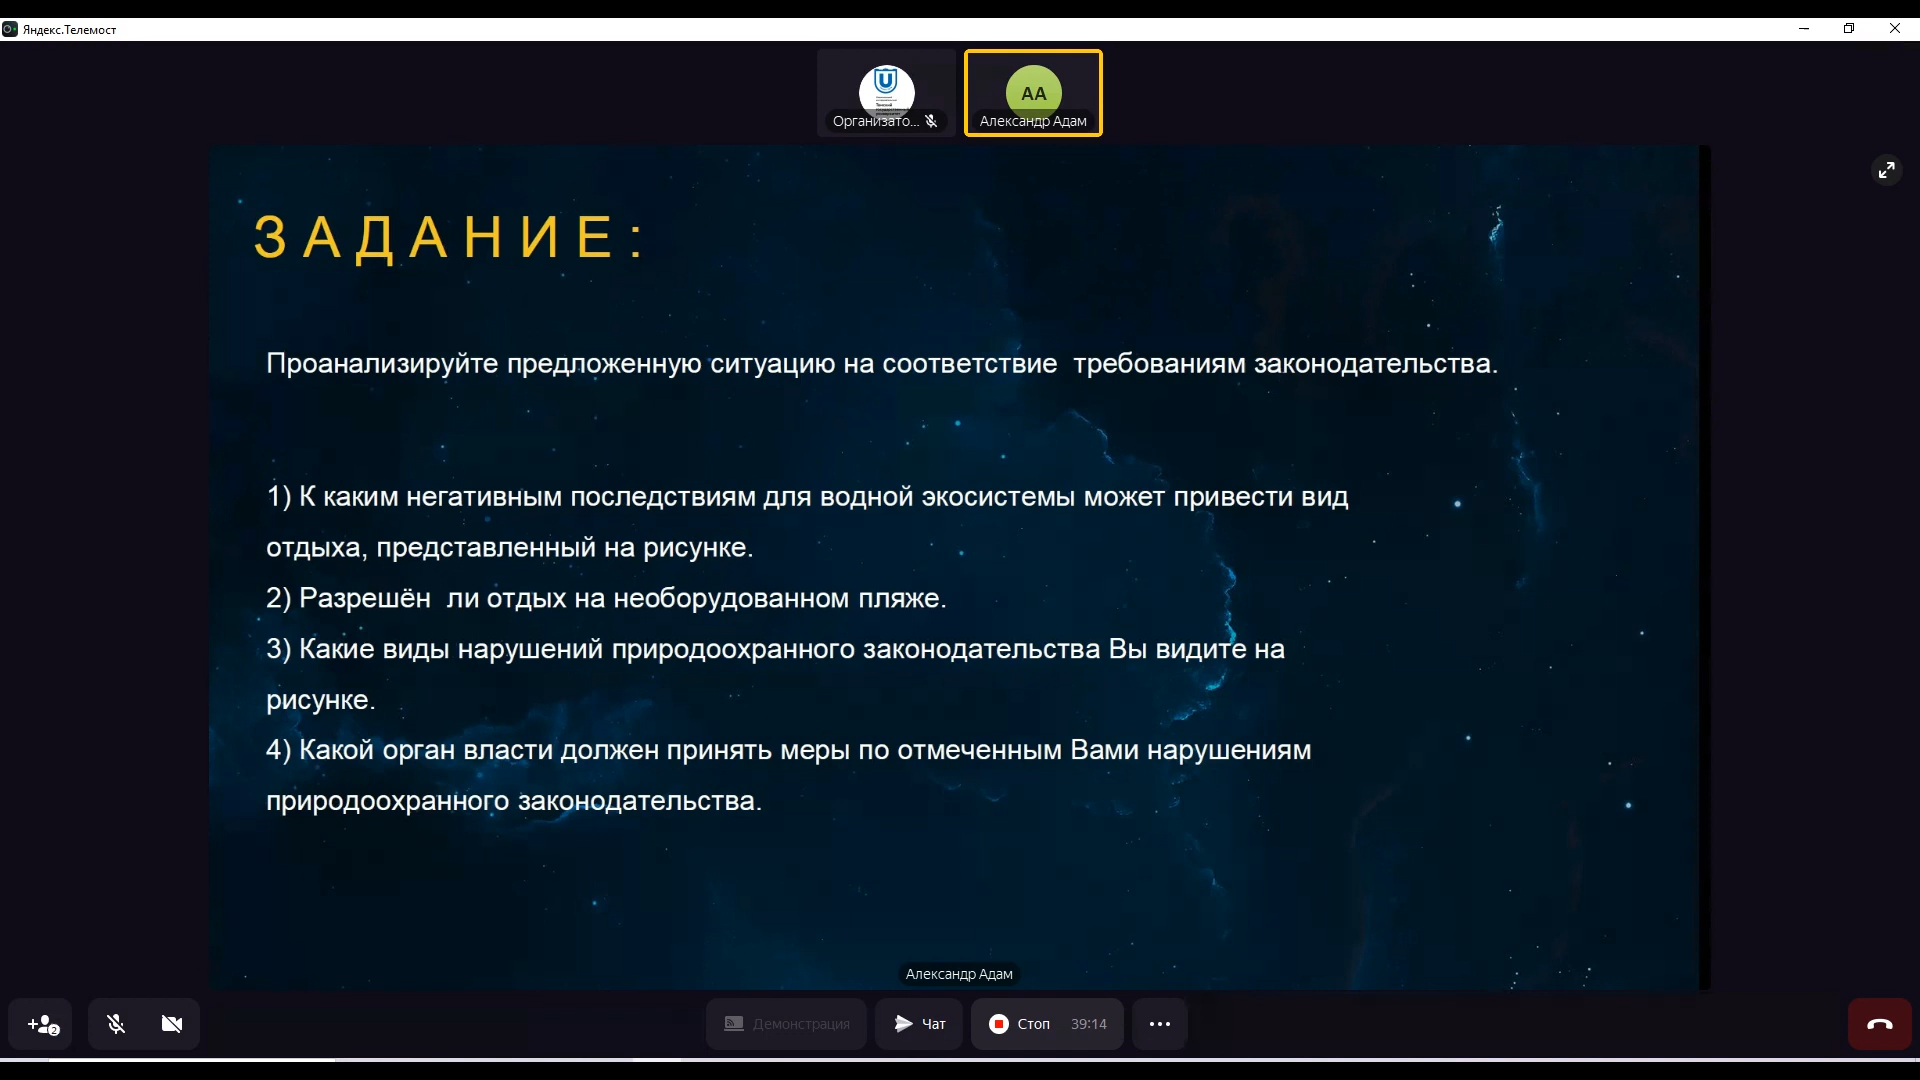 Яндекс.Телемост
АА
Организато...
Александр Адам
ЗАДАНИЕ:
Проанализируйте предложенную ситуацию на соответствие требованиям законодательства.
1) К каким негативным последствиям для водной экосистемы может привести вид
отдыха, представленный на рисунке.
2) Разрешён ли отдых на необорудованном пляже.
3) Какие виды нарушений природоохранного законодательства Вы видите на
рисунке.
4) Какой орган власти должен принять меры по отмеченным Вами нарушениям
природоохранного законодательства.
Александр Адам
2
Демонстрация
Чат
Стоп 39:14